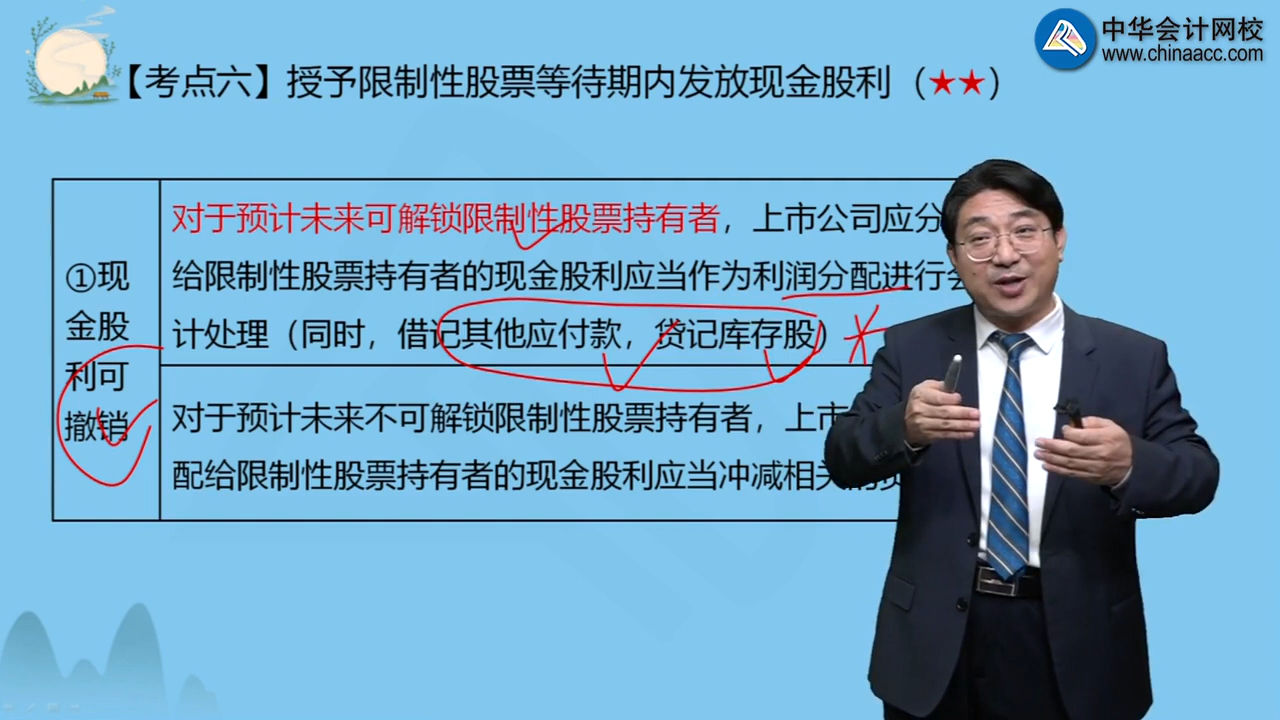 中华会计网校
www.chinaacc.com
【考点六】授予限制性股票等待期内发放现金股利（★★）
①现
金股
利可
撤销
对于预计未来可解锁限制性股票持有者，上市公司应分
给限制性股票持有者的现金股利应当作为利润分配进行
计处理（同时，借记其他应付款，贷记库存股）
对于预计未来不可解锁限制性股票持有者，上市
配给限制性股票持有者的现金股利应当冲减相关